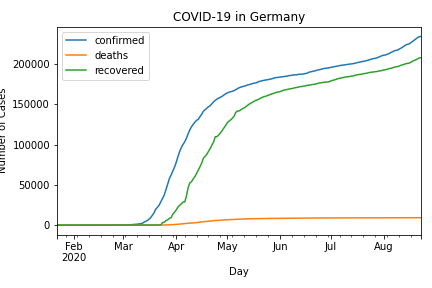 COVID-19 in Germany
confirmed
deaths
recovered
Number of Cases
200000
150000
100000
50000
0
Feb
2020
Mar
Apr
May
Jun
Jul
Aug
Day